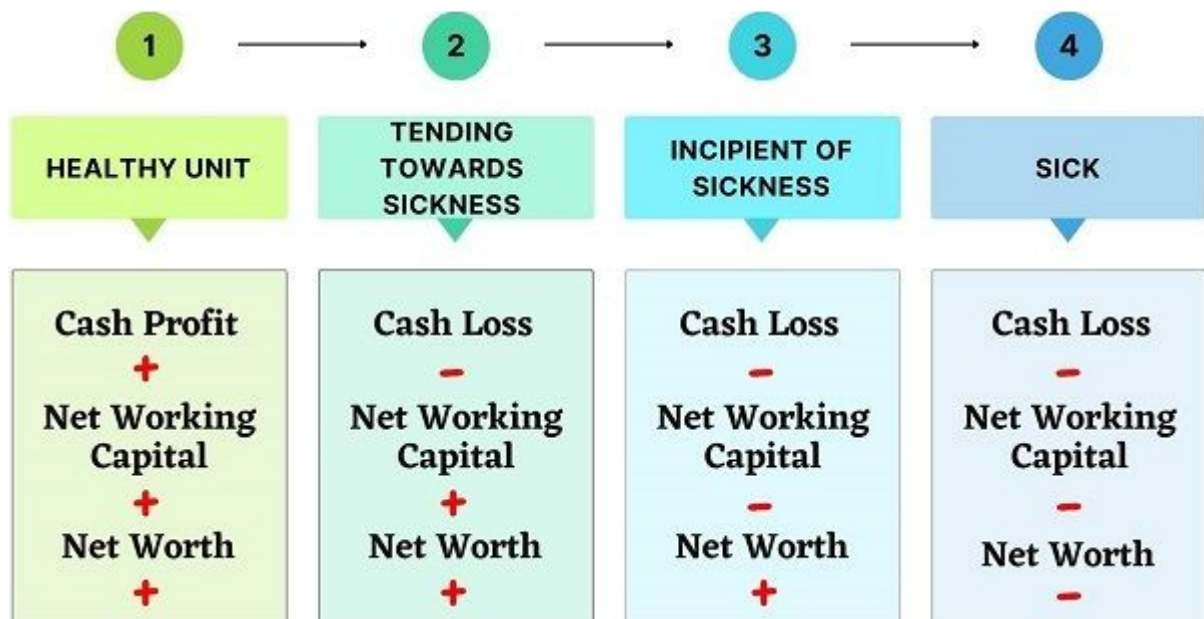 1
2
3
4
HEALTHY UNIT
TENDING
TOWARDS
SICKNESS
INCIPIENT OF
SICKNESS
SICK
Cash Profit
+
Net Working
Capital
+
Net Worth
+
Cash Loss
-
Net Working
Capital
+
Net Worth
+
Cash Loss
-
Net Working
Capital
-
Net Worth
+
Cash Loss
-
Net Working
Capital
-
Net Worth
-